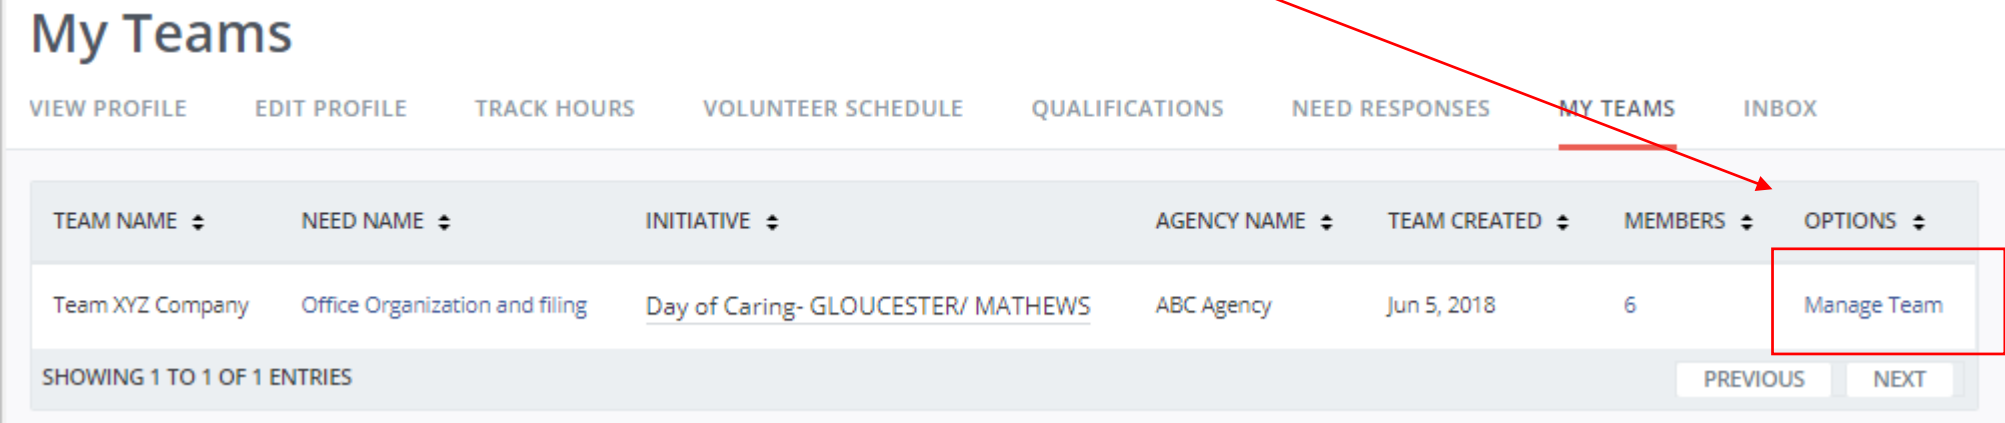 My Teams
VIEW PROFILE EDIT PROFILE TRACK HOURS VOLUNTEER SCHEDULE QUALIFICATIONS NEED RESPONSES MY TEAMS INBOX
TEAM NAME NEED NAME INITIATIVE AGENCY NAME TEAM CREATED MEMBERS OPTIONS
Team XYZ Company Office Organization and filing Day of Caring- GLOUCESTER/ MATHEWS ABC Agency Jun 5, 2018 6 Manage Team
SHOWING 1 TO 1 OF 1 ENTRIES PREVIOUS NEXT